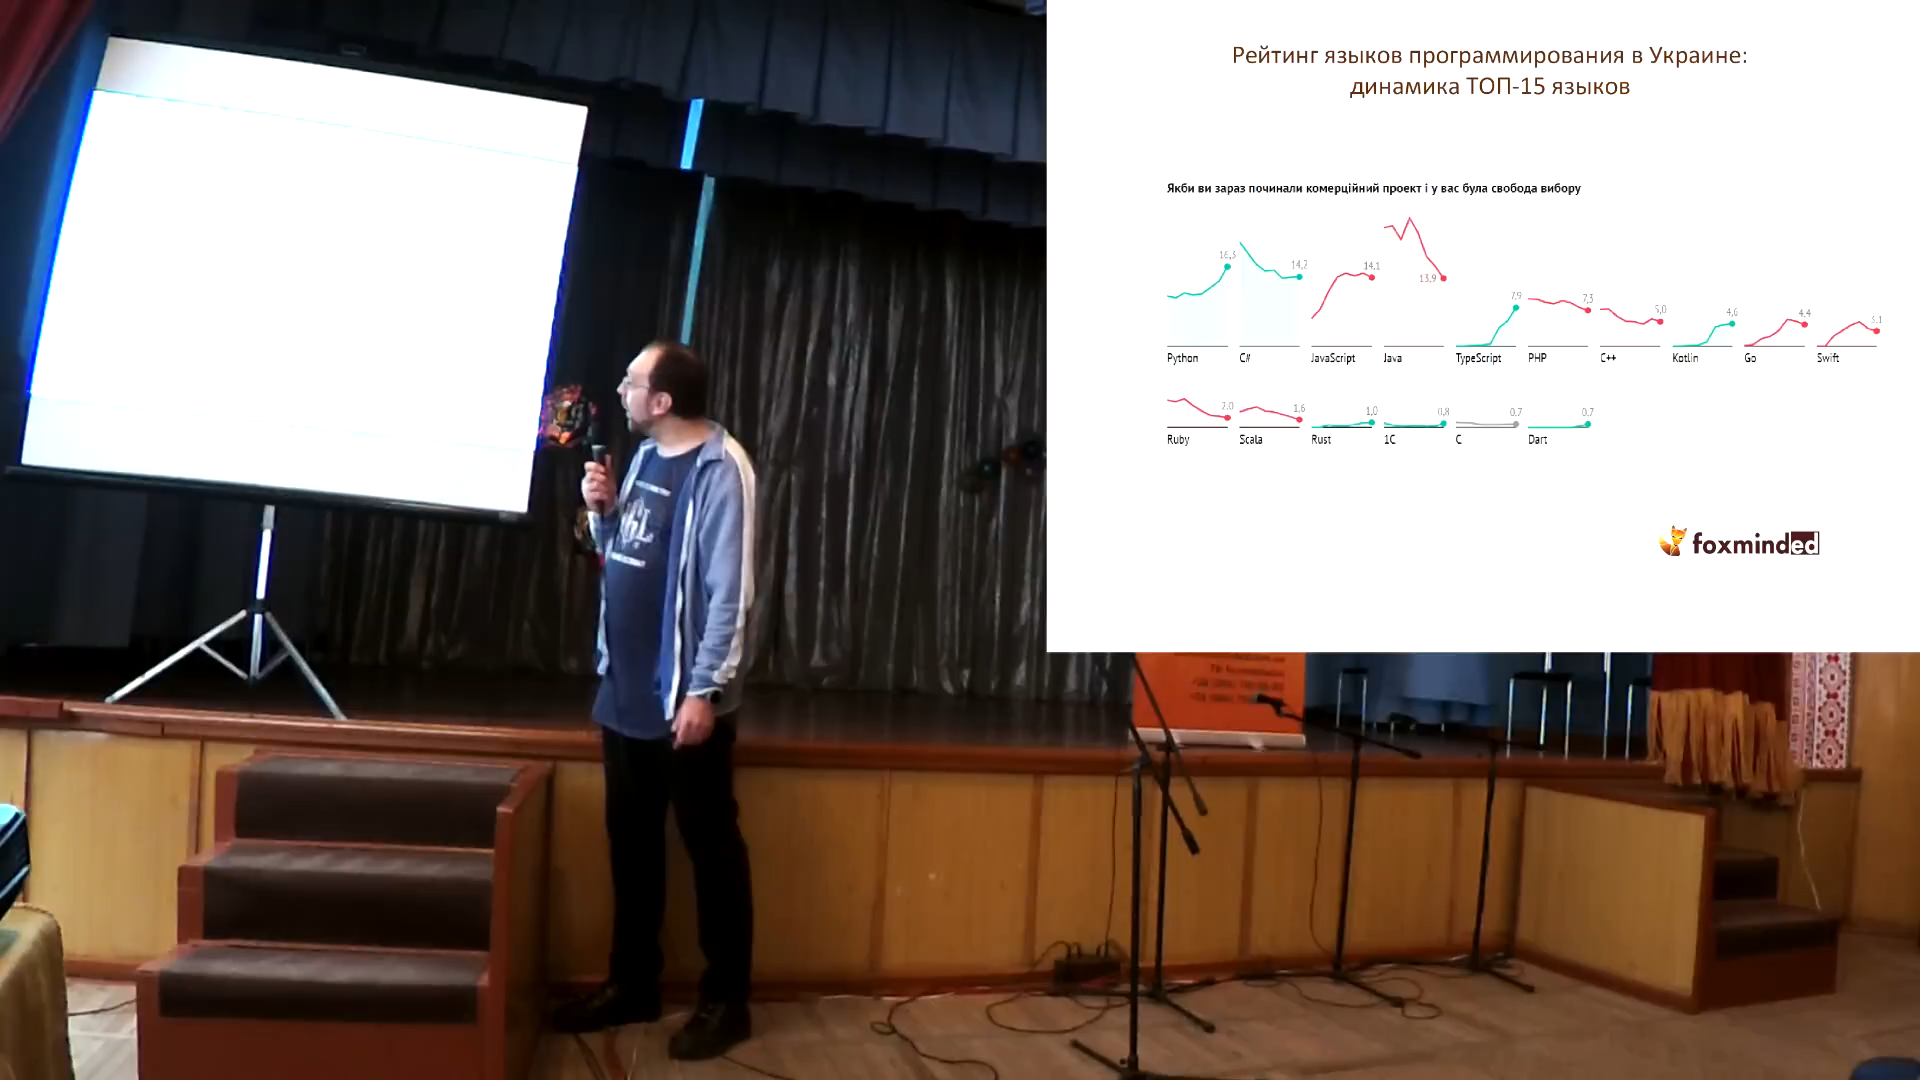 Рейтинг языков программирования в Украине:
динамика ТОП-15 языков
Якби ви зараз починали комерційний проект і у вас була свобода вибору
16,3 14,2 14,1 13,9 7,9 7,3 5,0 4,6 4,4 3,1
Python C# JavaScript Java TypeScript PHP C++ Kotlin Go Swift
2,0 1,6 1,0 0,8 0,7 0,7
Ruby Scala Rust 1C C Dart
foxminded